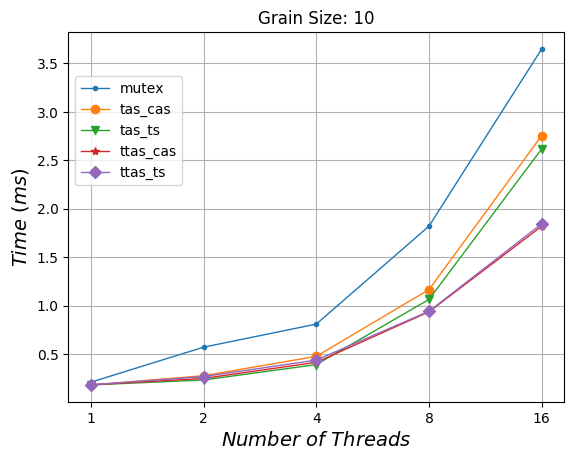 Grain Size: 10
3.5
3.0
2.5
2.0
1.5
1.0
0.5
Time (ms)
mutex
tas_cas
tas_ts
ttas_cas
ttas_ts
1 2 4 8 16
Number of Threads